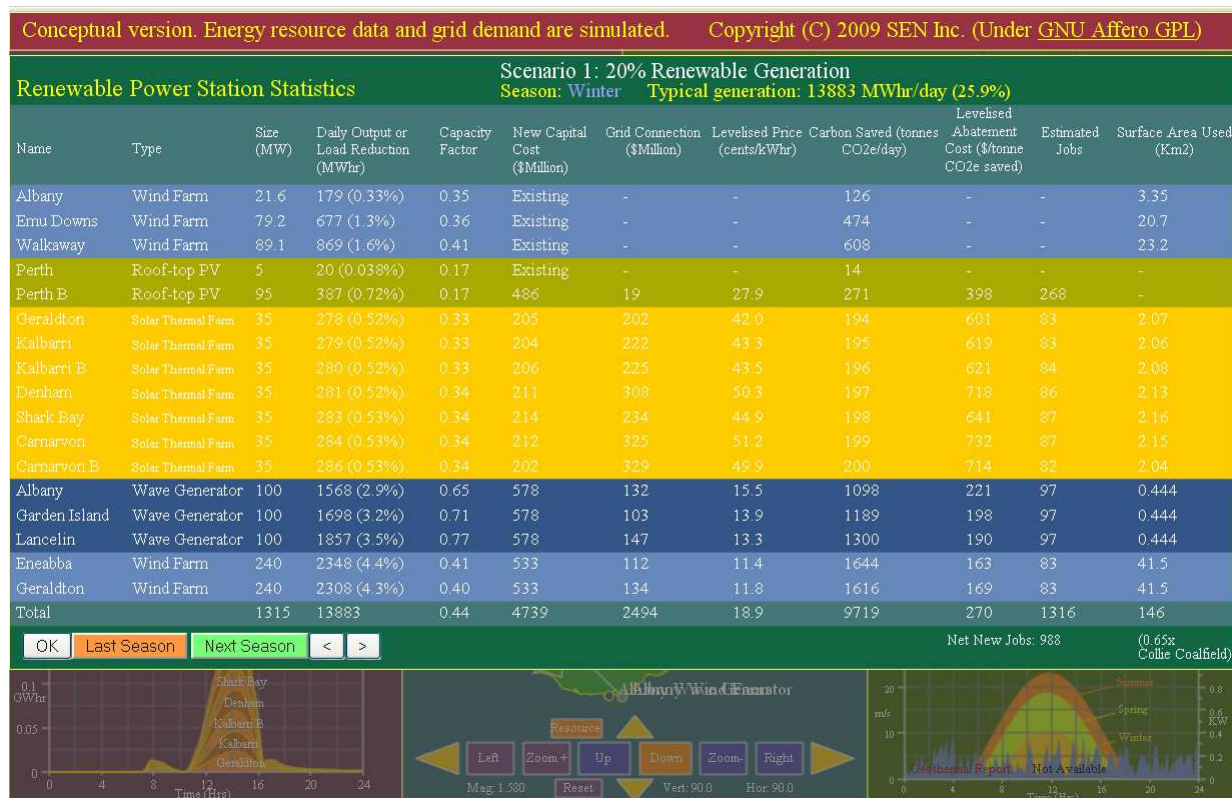 Conceptual version. Energy resource data and grid demand are simulated. Copyright (C) 2009 SEN Inc. (Under GNU Affero GPL)
Renewable Power Station Statistics
Scenario 1: 20% Renewable Generation
Season: Winter Typical generation: 13883 MWhr/day (25.9%)
Name Type Size (MW) Daily Output or Load Reduction (MWhr) Capacity Factor New Capital Cost ($Million) Grid Connection ($Million) Levelised Price (cents/kWhr) Carbon Saved (tonnes CO2e/day) Levelised Abatement Cost ($/tonne CO2e saved) Estimated Jobs Surface Area Used (Km2)
Albany Wind Farm 21.6 179 (0.33%) 0.35 Existing - - 126 - - 3.35
Emu Downs Wind Farm 79.2 677 (1.3%) 0.36 Existing - - 474 - - 20.7
Walkaway Wind Farm 89.1 869 (1.6%) 0.41 Existing - - 608 - - 23.2
Perth Roof-top PV 5 20 (0.038%) 0.17 Existing - - 14 - - -
Perth B Roof-top PV 95 387 (0.72%) 0.17 486 19 27.9 271 398 268 -
Geraldton Solar Thermal Farm 35 278 (0.52%) 0.33 205 202 42.0 194 601 83 2.07
Kalbarri Solar Thermal Farm 35 279 (0.52%) 0.33 204 222 43.3 195 619 83 2.06
Kalbarri B Solar Thermal Farm 35 280 (0.52%) 0.33 206 225 43.5 196 621 84 2.08
Denham Solar Thermal Farm 35 281 (0.52%) 0.34 211 308 50.3 197 718 86 2.13
Shark Bay Solar Thermal Farm 35 283 (0.53%) 0.34 214 234 44.9 198 641 87 2.16
Carnarvon Solar Thermal Farm 35 284 (0.53%) 0.34 212 325 51.2 199 732 87 2.15
Carnarvon B Solar Thermal Farm 35 286 (0.53%) 0.34 202 329 49.9 200 714 82 2.04
Albany Wave Generator 100 1568 (2.9%) 0.65 578 132 15.5 1098 221 97 0.444
Garden Island Wave Generator 100 1698 (3.2%) 0.71 578 103 13.9 1189 198 97 0.444
Lancelin Wave Generator 100 1857 (3.5%) 0.77 578 147 13.3 1300 190 97 0.444
Eneabba Wind Farm 240 2348 (4.4%) 0.41 533 112 11.4 1644 163 83 41.5
Geraldton Wind Farm 240 2308 (4.3%) 0.40 533 134 11.8 1616 169 83 41.5
Total 1315 13883 0.44 4739 2494 18.9 9719 270 1316 146
OK Last Season Next Season < > Net New Jobs: 988 (0.65x Collie Coalfield)
0.1
GWhr
0.05
0
Shark Bay
Denham
Kalbarri B
Kalbarri
Geraldton
0 4 8 12 16 20 24
Time (Hrs)
Resource
Left Zoom + Up Down Zoom- Right
Mag: 1.580 Reset Vert: 90.0 Hor: 90.0
20
m/s
10
0
Summer
Spring
Winter
0.8
0.6
KW
0.4
0.2
0
Geothermal Report Not Available
0 4 8 12 16 20 24
Time (Hr)